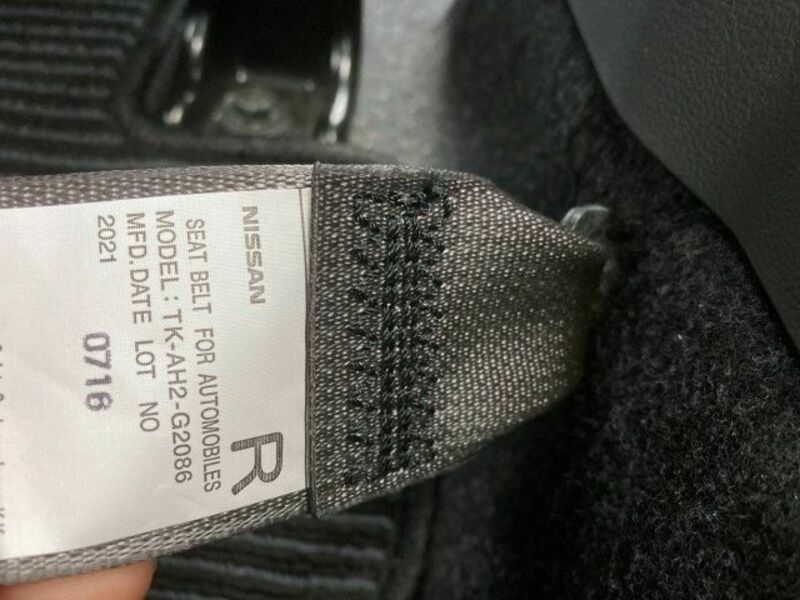 NISSAN
R
SEAT BELT FOR AUTOMOBILES
MODEL: TK-AH2-G2086
MFD. DATE LOT NO
2021 0716